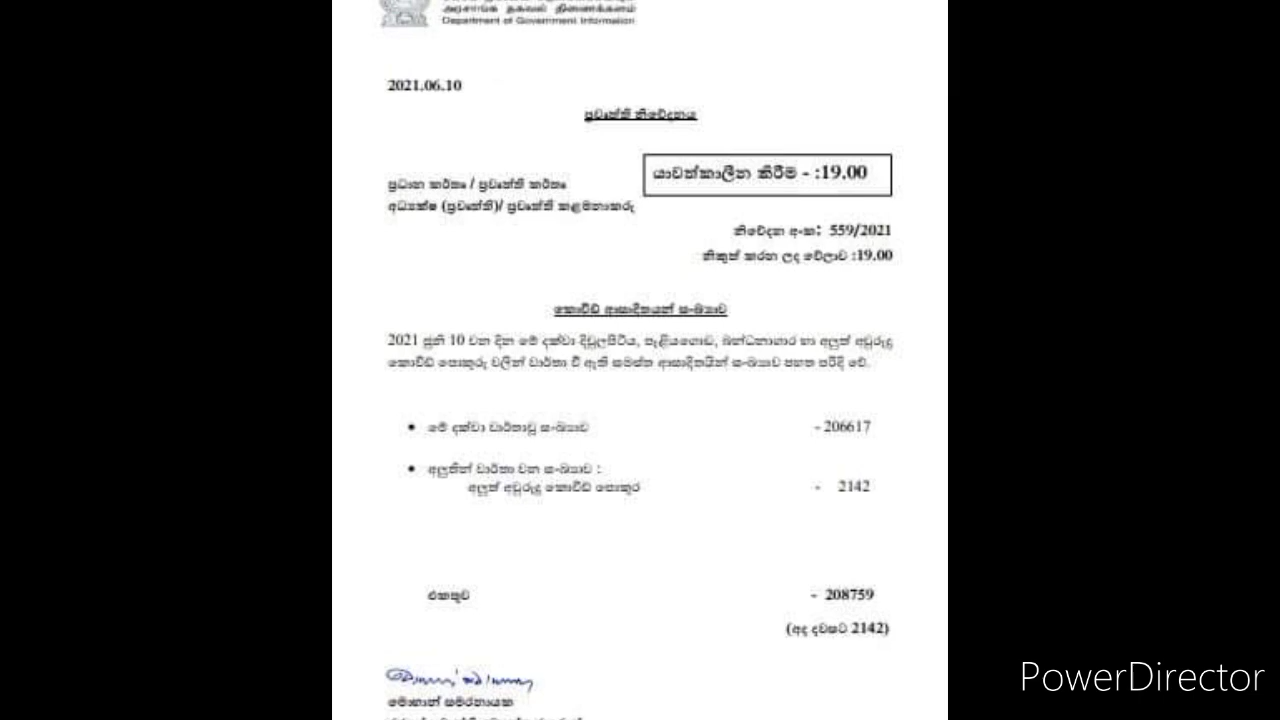 அரசாங்க தகவல் திணைக்களம்
Department of Government Information
2021.06.10
ප්‍රවෘත්ති නිවේදනය
යාවත්කාලීන කිරීම - :19.00
ප්‍රධාන කර්තෘ / ප්‍රවෘත්ති කර්තෘ
අධ්‍යක්ෂ (ප්‍රවෘත්ති)/ ප්‍රවෘත්ති කළමනාකරු
නිවේදන අංක: 559/2021
නිකුත් කරන ලද වේලාව :19.00
කොවිඩ් ආසාදිතයන් සංඛ්‍යාව
2021 ජුනි 10 වන දින මේ දක්වා දිවුලපිටිය, පෑලියගොඩ, බන්ධනාගාර හා අලුත් අවුරුදු
කොවිඩ් පොකුරු වලින් වාර්තා වී ඇති සමස්ත ආසාදිතයින් සංඛ්‍යාව පහත පරිදි වේ.
• මේ දක්වා වාර්තාවූ සංඛ්‍යාව - 206617
• අලුතින් වාර්තා වන සංඛ්‍යාව :
අලුත් අවුරුදු කොවිඩ් පොකුර - 2142
එකතුව - 208759
(අද දවසට 2142)
මොහාන් සමරනායක
PowerDirector